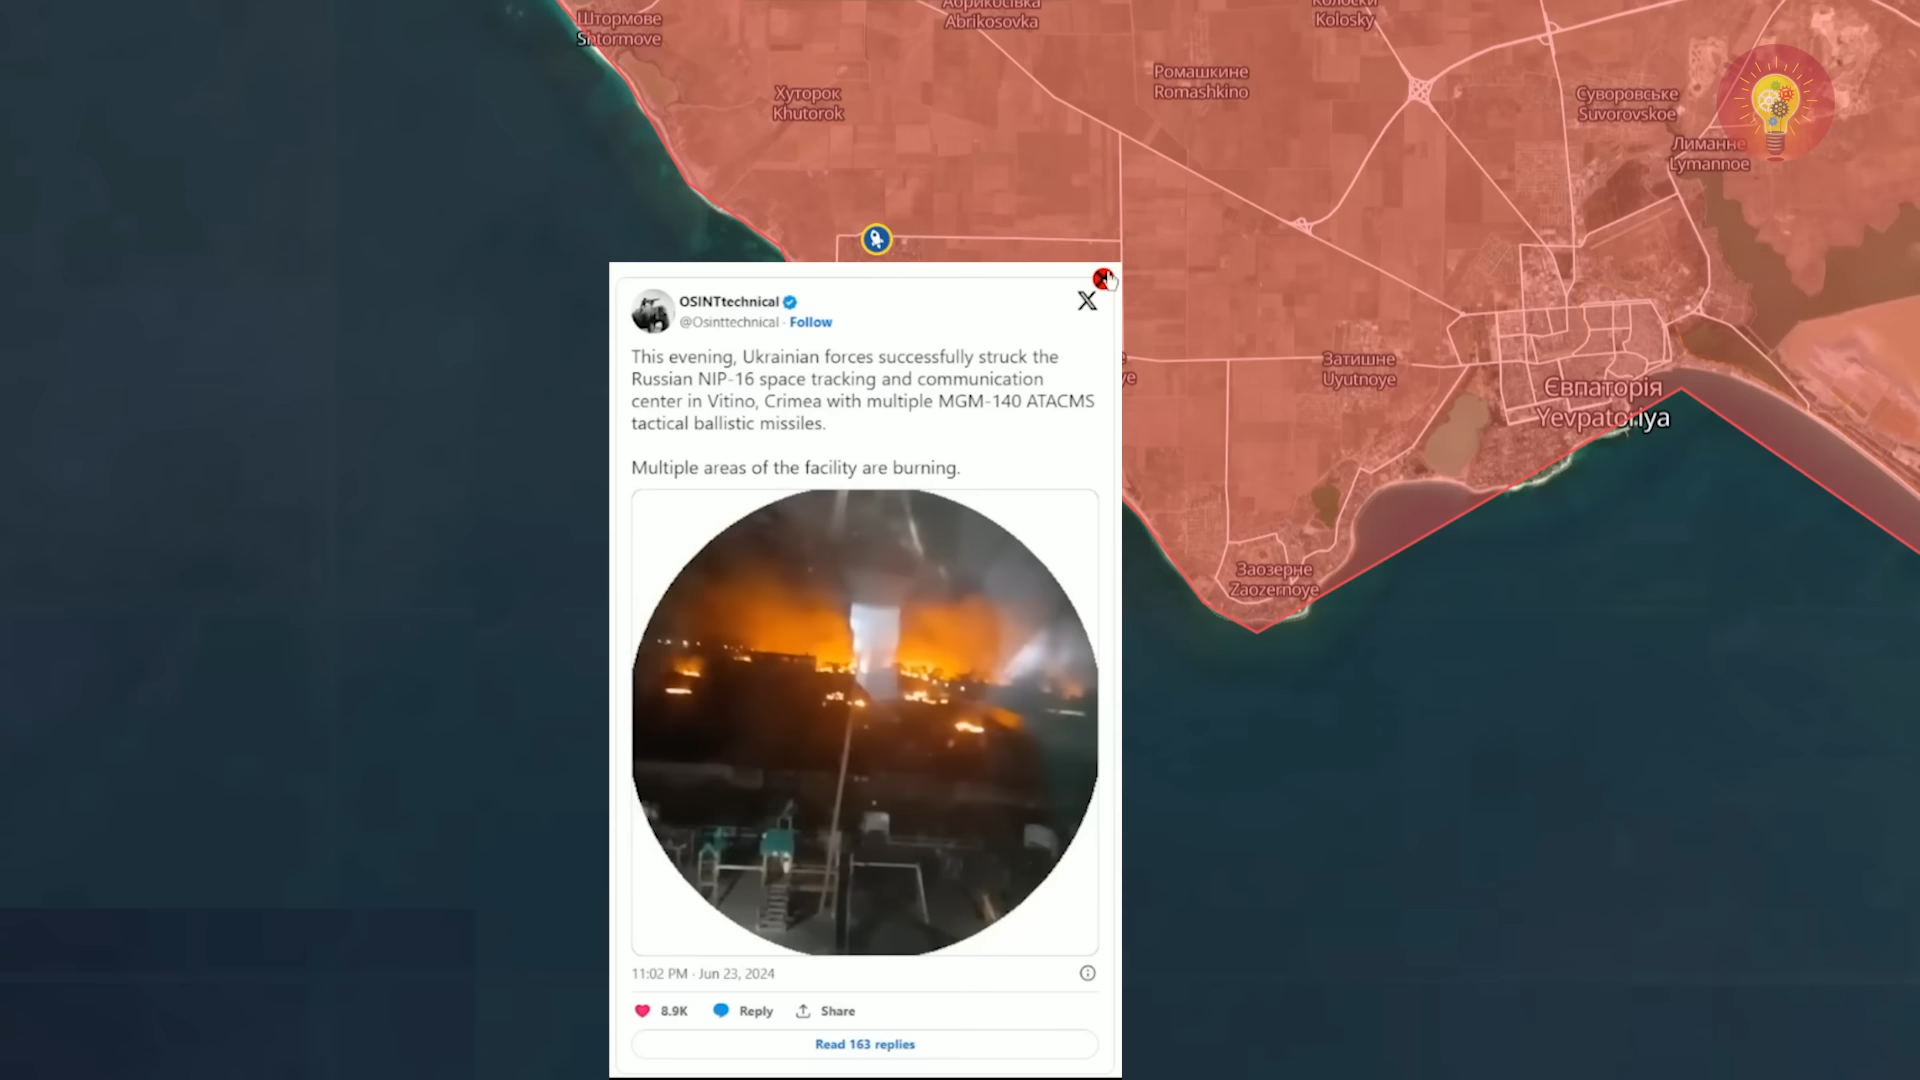 Абрикосівка
Abrikosovka
Колоски
Kolosky
Штормове
Shtormove
Хуторок
Khutorok
Ромашкине
Romashkino
Суворовське
Suvorovskoe
Лиманне
Lymannoe
OSINTtechnical
@Osinttechnical · Follow
X
This evening, Ukrainian forces successfully struck the
Russian NIP-16 space tracking and communication
center in Vitino, Crimea with multiple MGM-140 ATACMS
tactical ballistic missiles.
Multiple areas of the facility are burning.
11:02 PM · Jun 23, 2024
8.9K Reply Share
Read 163 replies
Затишне
Uyutnoye
Євпаторія
Yevpatoriya
Заозерне
Zaozernoye